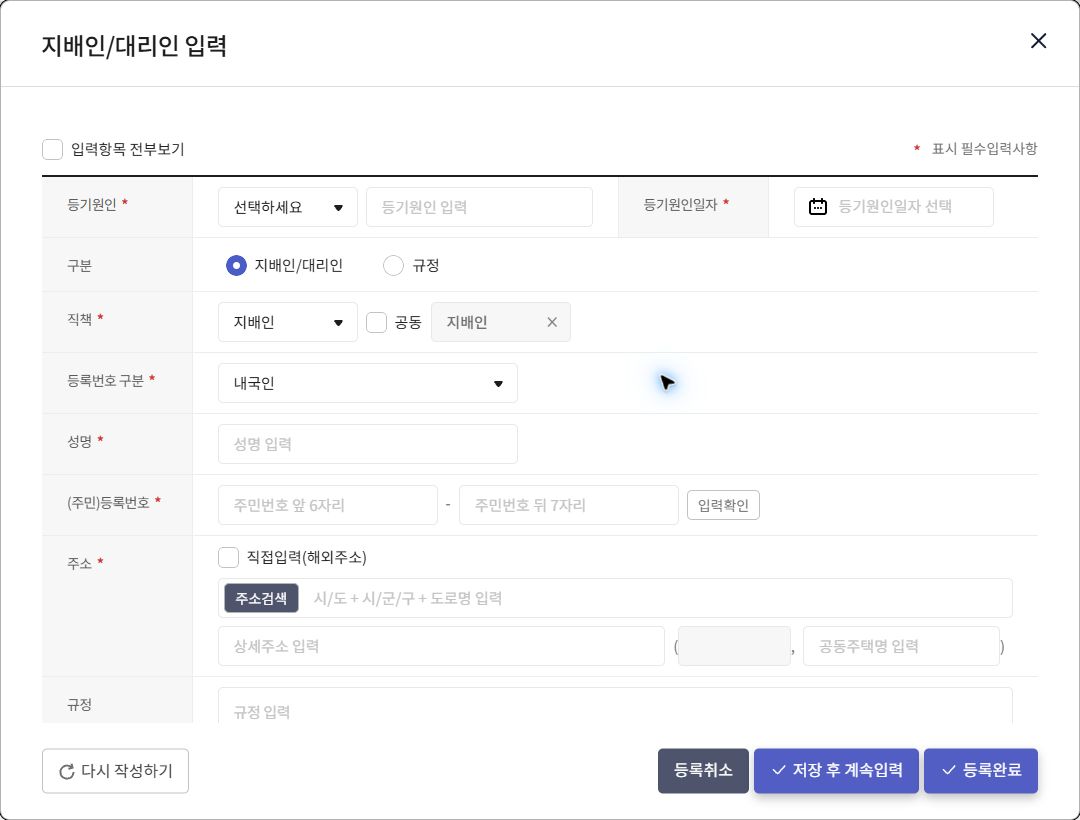 지배인/대리인 입력
입력항목 전부보기
* 표시 필수입력사항
등기원인 * 선택하세요 등기원인 입력 등기원인일자 * 등기원인일자 선택
구분 지배인/대리인 규정
직책 * 지배인 공동 지배인
등록번호 구분 * 내국인
성명 * 성명 입력
(주민)등록번호 * 주민번호 앞 6자리 - 주민번호 뒤 7자리 입력확인
주소 * 직접입력(해외주소)
주소검색 시/도 + 시/군/구 + 도로명 입력
상세주소 입력 ( , 공동주택명 입력 )
규정 규정 입력
다시 작성하기 등록취소 저장 후 계속입력 등록완료